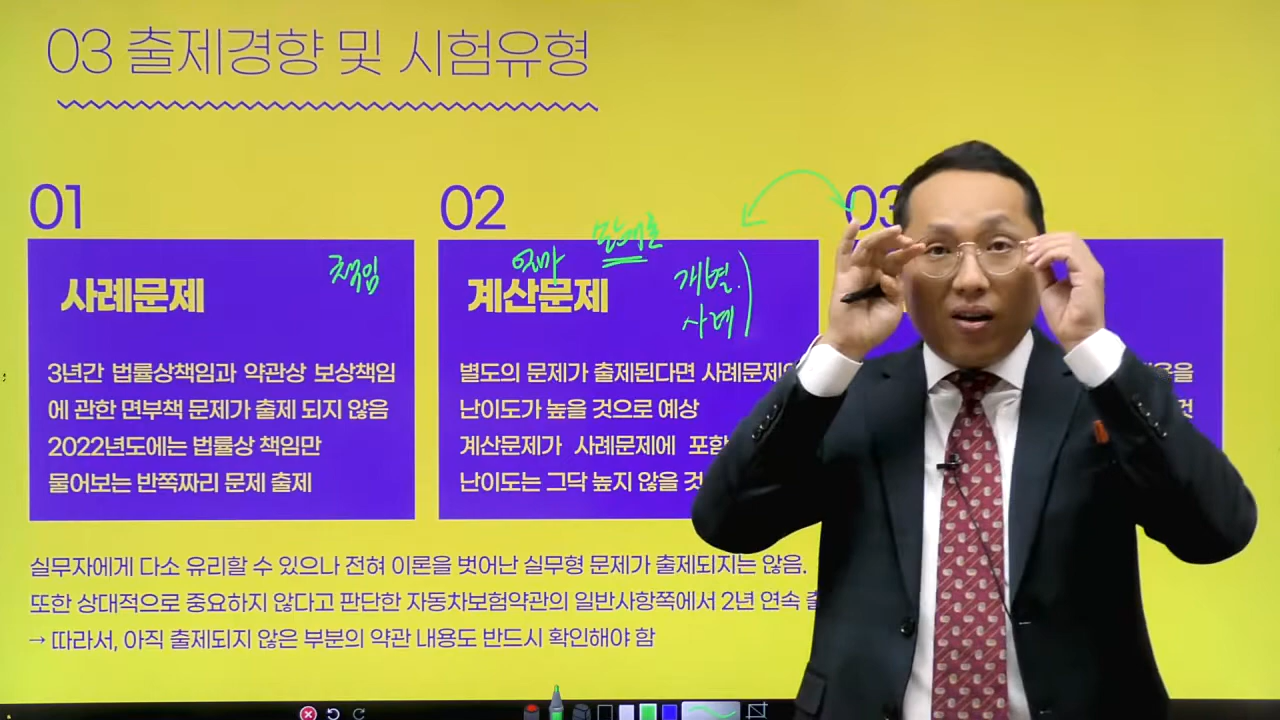 03 출제경향 및 시험유형
01
사례문제
책임
3년간 법률상책임과 약관상 보상책임
에 관한 면부책 문제가 출제 되지 않음
2022년도에는 법률상 책임만
물어보는 반쪽짜리 문제 출제
02
얼마
계산문제
개별
사례
별도의 문제가 출제된다면 사례문제
난이도가 높을 것으로 예상
계산문제가 사례문제에 포함
난이도는 그닥 높지 않을 것
03
실무자에게 다소 유리할 수 있으나 전혀 이론을 벗어난 실무형 문제가 출제되지는 않음.
또한 상대적으로 중요하지 않다고 판단한 자동차보험약관의 일반사항쪽에서 2년 연속
→ 따라서, 아직 출제되지 않은 부분의 약관 내용도 반드시 확인해야 함